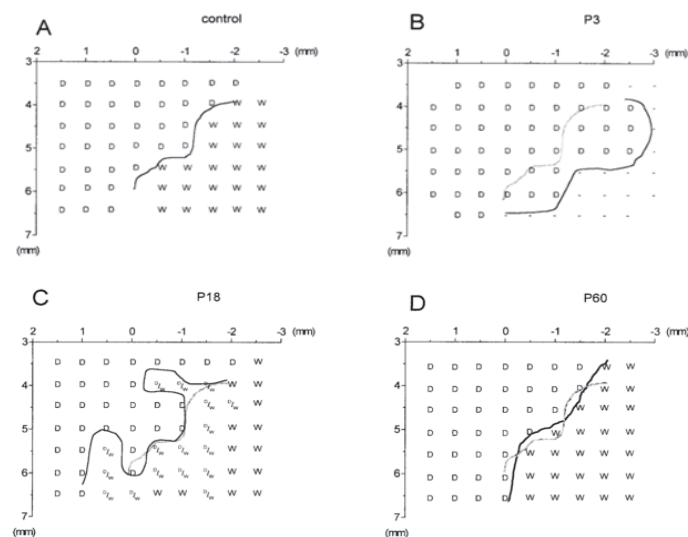 A
control
2 1 0 -1 -2 (mm)
3
D D D D D D D D
4 D D D D D D D W W
D D D D D D W W W
5 D D D D D D W W W
D D D D W W W W W
6 D D D W W W W W
D D D W W W W W
7
(mm)
B
P3
2 1 0 -1 -2 -3 (mm)
3
D D D D D D D - -
4 D D D D D D D D D
D D D D D D D D D
5 D D D D D D D D D
D D D D D D - - -
6 D D D D D D - - -
D D D - - - -
7
(mm)
C
P18
2 1 0 -1 -2 -3 (mm)
3
D D D D D D D D W
4 D D D D D/W D/W D/W W W
D D D D D D D/W D/W W
5 D D D D D D D/W W W
D D D/W D D/W D/W D/W W W
6 D D D/W D D/W D/W D/W W W
D D D/W D/W W W D/W W W
7
(mm)
D
P60
2 1 0 -1 -2 -3 (mm)
3
D D D D D D D W W
4 D D D D D D D W W
D D D D D D W W W
5 D D D D D W W W W
D D D D W W W W W
6 D D D D W W W W W
D D D D W W W W W
7
(mm)